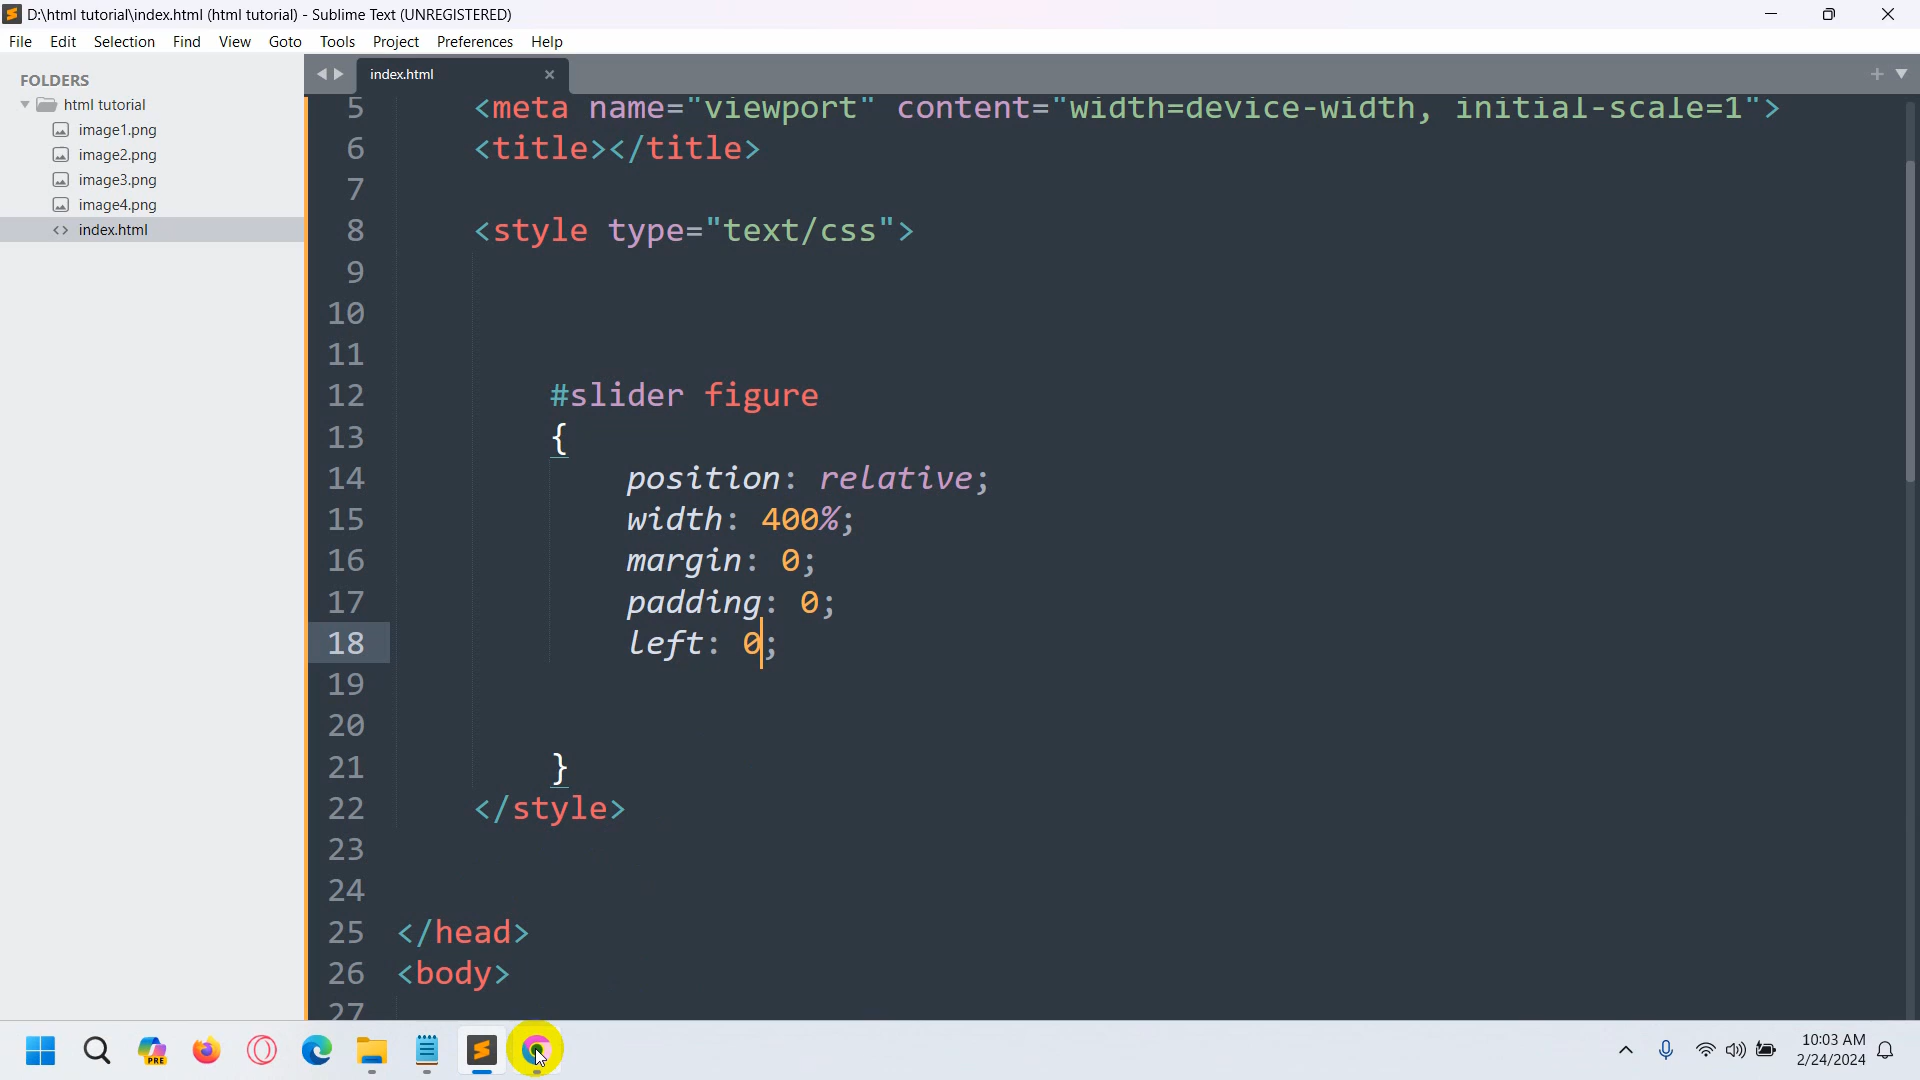 D:\html tutorial\index.html (html tutorial) - Sublime Text (UNREGISTERED)
File Edit Selection Find View Goto Tools Project Preferences Help
FOLDERS
html tutorial
image1.png
image2.png
image3.png
image4.png
<> index.html
index.html
5 <meta name="viewport" content="width=device-width, initial-scale=1">
6 <title></title>
7
8 <style type="text/css">
9
10
11
12 #slider figure
13 {
14 position: relative;
15 width: 400%;
16 margin: 0;
17 padding: 0;
18 left: 0;
19
20
21 }
22 </style>
23
24
25 </head>
26 <body>
27
PRE
10:03 AM
2/24/2024